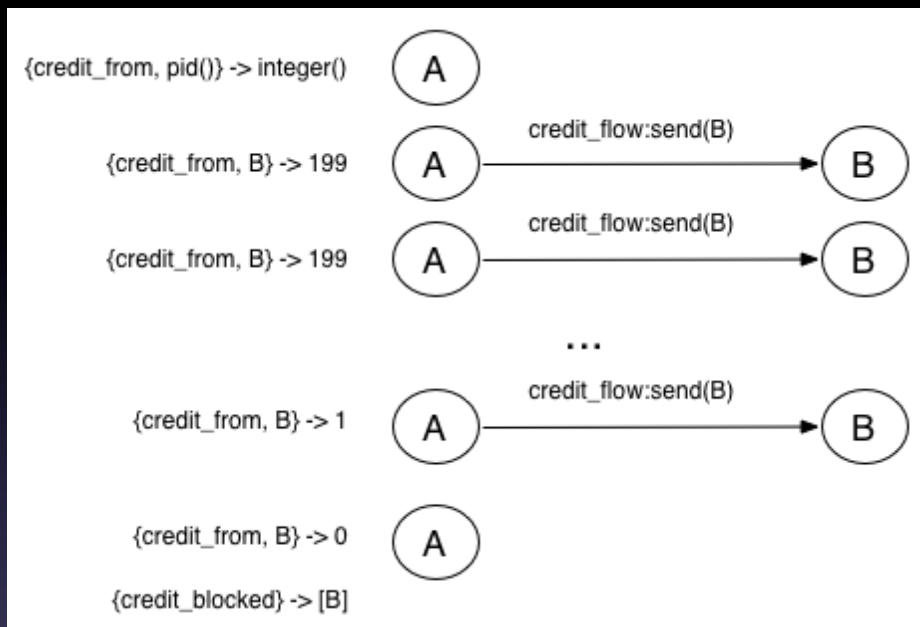 {credit_from, pid()} -> integer()
A
credit_flow:send(B)
{credit_from, B} -> 199
A
B
credit_flow:send(B)
{credit_from, B} -> 199
A
B
...
credit_flow:send(B)
{credit_from, B} -> 1
A
B
{credit_from, B} -> 0
A
{credit_blocked} -> [B]